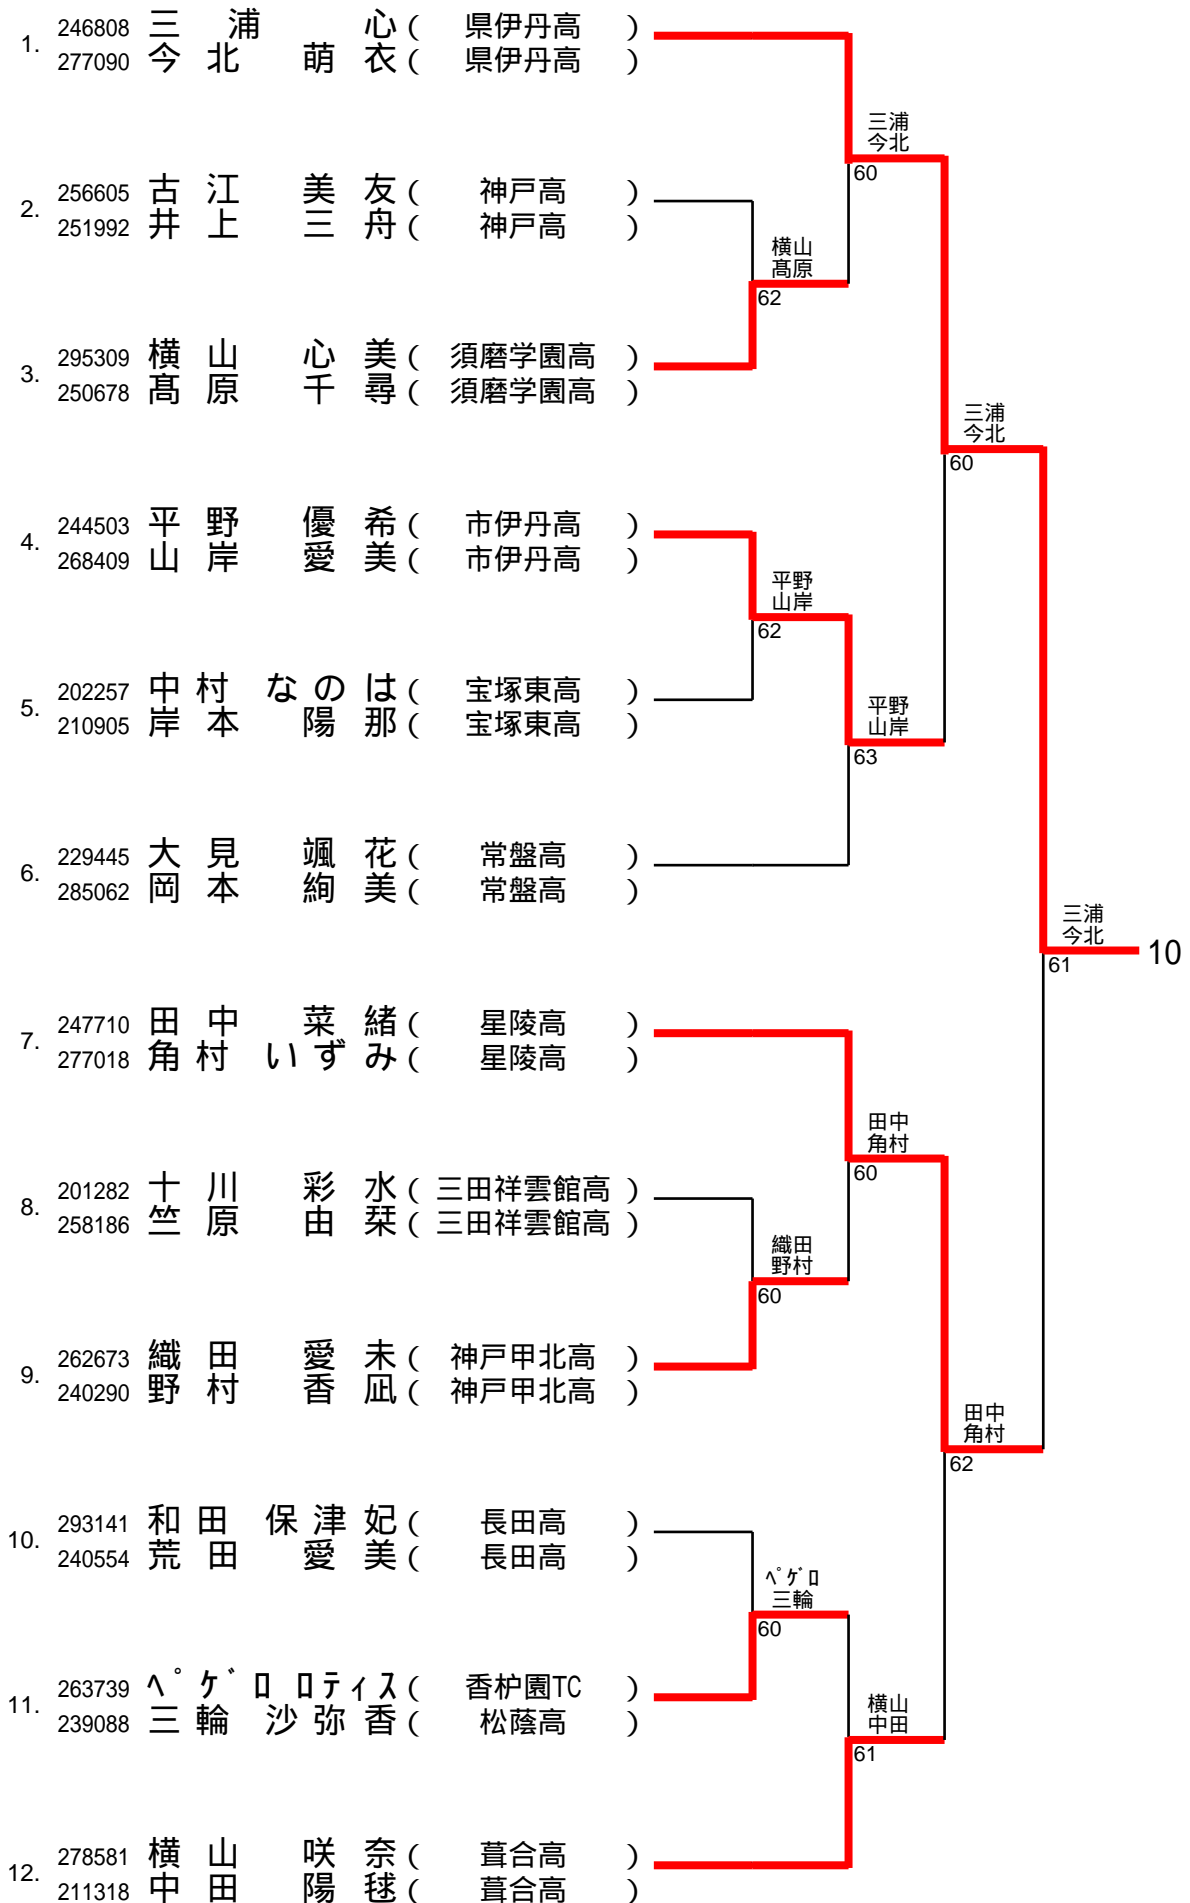 1. 246808 三浦 心 ( 県伊丹高 )
277090 今北 萌衣 ( 県伊丹高 )
三浦
今北
60
2. 256605 古江 美友 ( 神戸高 )
251992 井上 三舟 ( 神戸高 )
横山
髙原
62
3. 295309 横山 心美 ( 須磨学園高 )
250678 髙原 千尋 ( 須磨学園高 )
三浦
今北
60
4. 244503 平野 優希 ( 市伊丹高 )
268409 山岸 愛美 ( 市伊丹高 )
平野
山岸
62
5. 202257 中村 なのは ( 宝塚東高 )
210905 岸本 陽那 ( 宝塚東高 )
平野
山岸
63
6. 229445 大見 颯花 ( 常盤高 )
285062 岡本 絢美 ( 常盤高 )
三浦
今北
61
10
7. 247710 田中 菜緒 ( 星陵高 )
277018 角村 いずみ ( 星陵高 )
田中
角村
60
8. 201282 十川 彩水 ( 三田祥雲館高 )
258186 竺原 由栞 ( 三田祥雲館高 )
織田
野村
60
9. 262673 織田 愛未 ( 神戸甲北高 )
240290 野村 香凪 ( 神戸甲北高 )
田中
角村
62
10. 293141 和田 保津妃 ( 長田高 )
240554 荒田 愛美 ( 長田高 )
ﾍﾟｹﾞﾛ
三輪
60
11. 263739 ﾍﾟｹﾞﾛ ﾛﾃｨｽ ( 香枦園TC )
239088 三輪 沙弥香 ( 松蔭高 )
横山
中田
61
12. 278581 横山 咲奈 ( 葺合高 )
211318 中田 陽毬 ( 葺合高 )